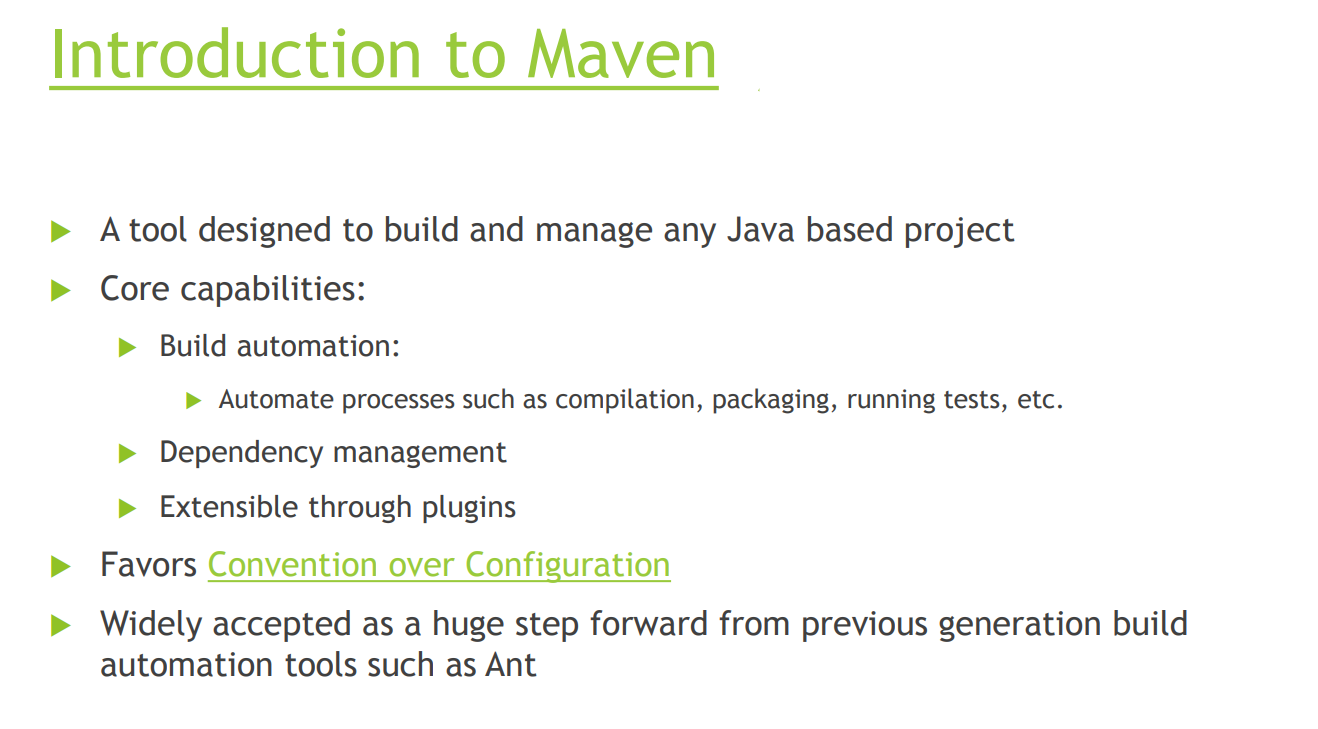 Introduction to Maven
A tool designed to build and manage any Java based project
Core capabilities:
Build automation:
Automate processes such as compilation, packaging, running tests, etc.
Dependency management
Extensible through plugins
Favors Convention over Configuration
Widely accepted as a huge step forward from previous generation build
automation tools such as Ant